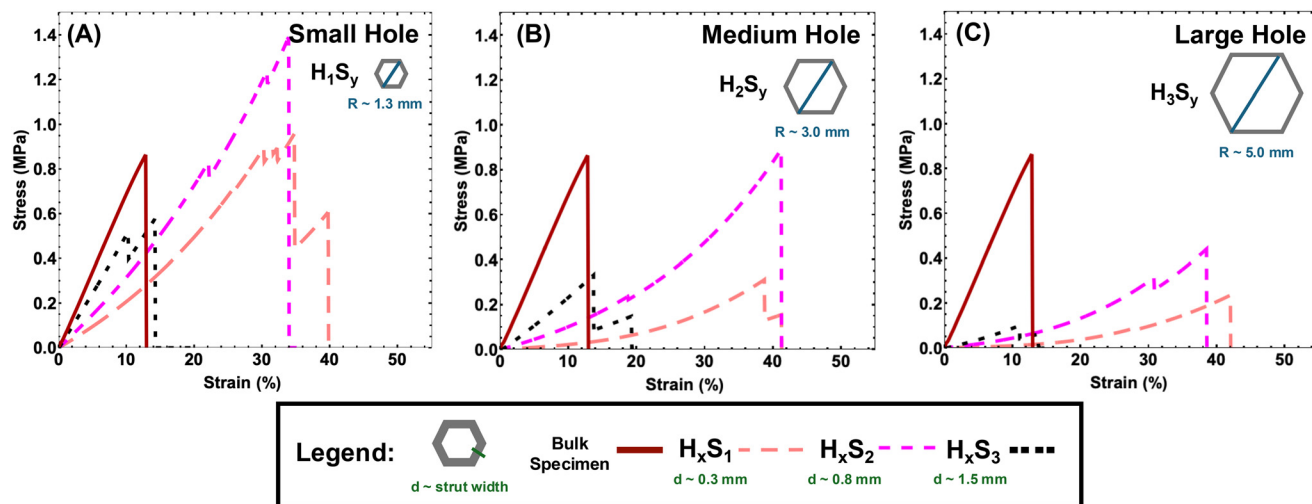 (A) Small Hole
H₁Sᵧ
R ~ 1.3 mm
1.4
1.2
1.0
0.8
0.6
0.4
0.2
0.0
Stress (MPa)
0 10 20 30 40 50
Strain (%)
(B) Medium Hole
H₂Sᵧ
R ~ 3.0 mm
1.4
1.2
1.0
0.8
0.6
0.4
0.2
0.0
Stress (MPa)
0 10 20 30 40 50
Strain (%)
(C) Large Hole
H₃Sᵧ
R ~ 5.0 mm
1.4
1.2
1.0
0.8
0.6
0.4
0.2
0.0
Stress (MPa)
0 10 20 30 40 50
Strain (%)
Legend:
d ~ strut width
Bulk
Specimen
HₓS₁
d ~ 0.3 mm
HₓS₂
d ~ 0.8 mm
HₓS₃
d ~ 1.5 mm